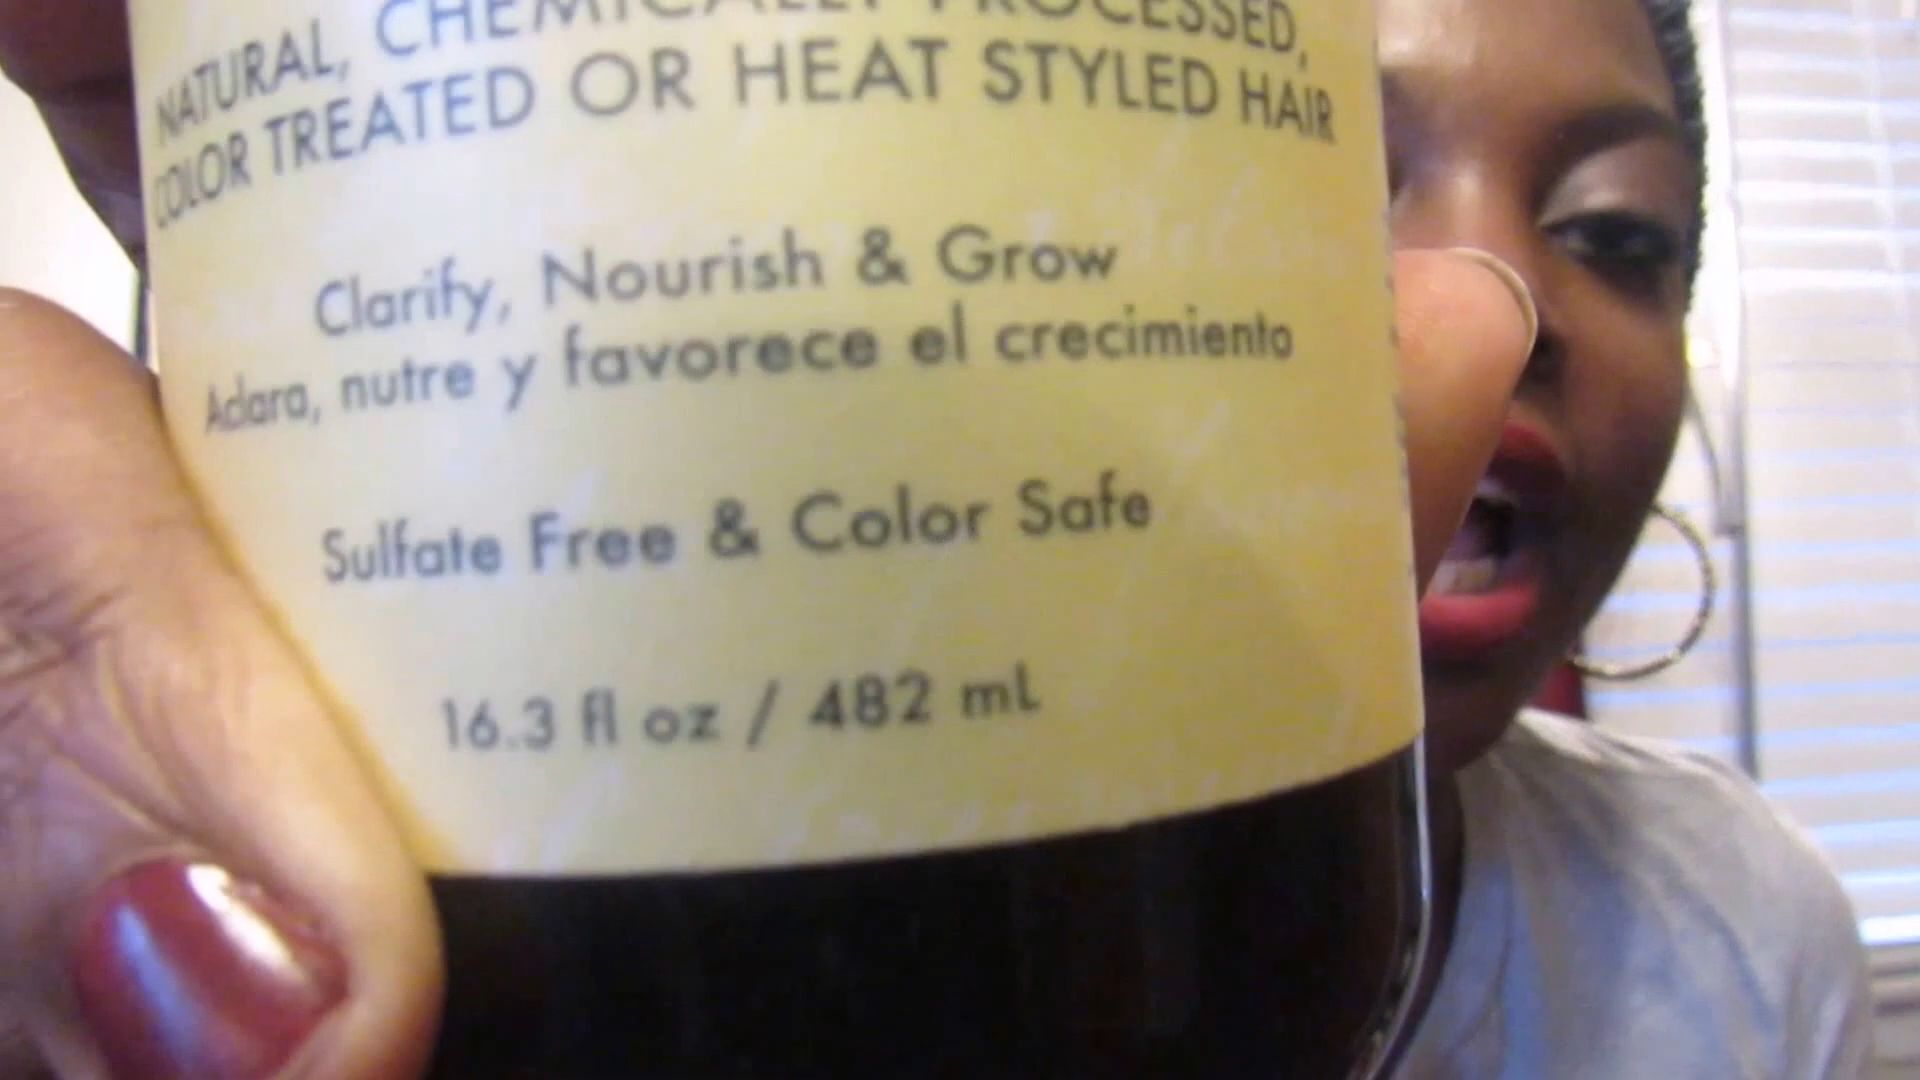 NATURAL, CHEMICALLY PROCESSED,
COLOR TREATED OR HEAT STYLED HAIR
Clarify, Nourish & Grow
Aclara, nutre y favorece el crecimiento
Sulfate Free & Color Safe
16.3 fl oz / 482 mL